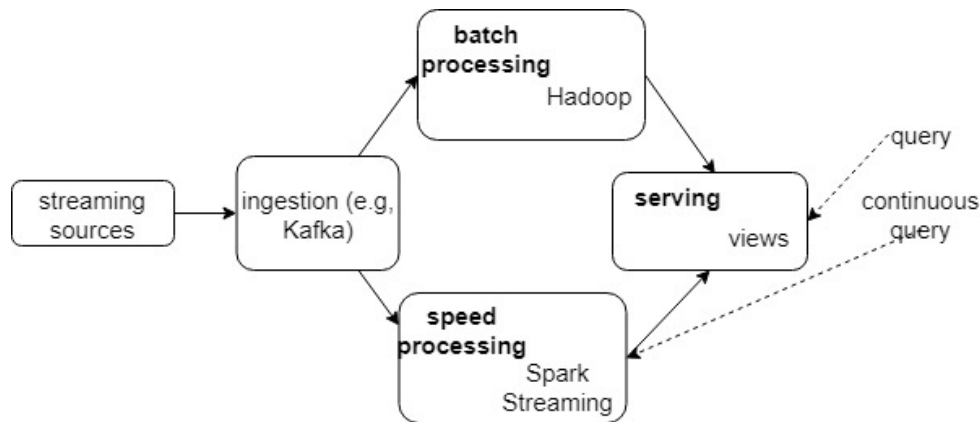 batch
processing
Hadoop
query
streaming
sources
ingestion (e.g,
Kafka)
serving
views
continuous
query
speed
processing
Spark
Streaming